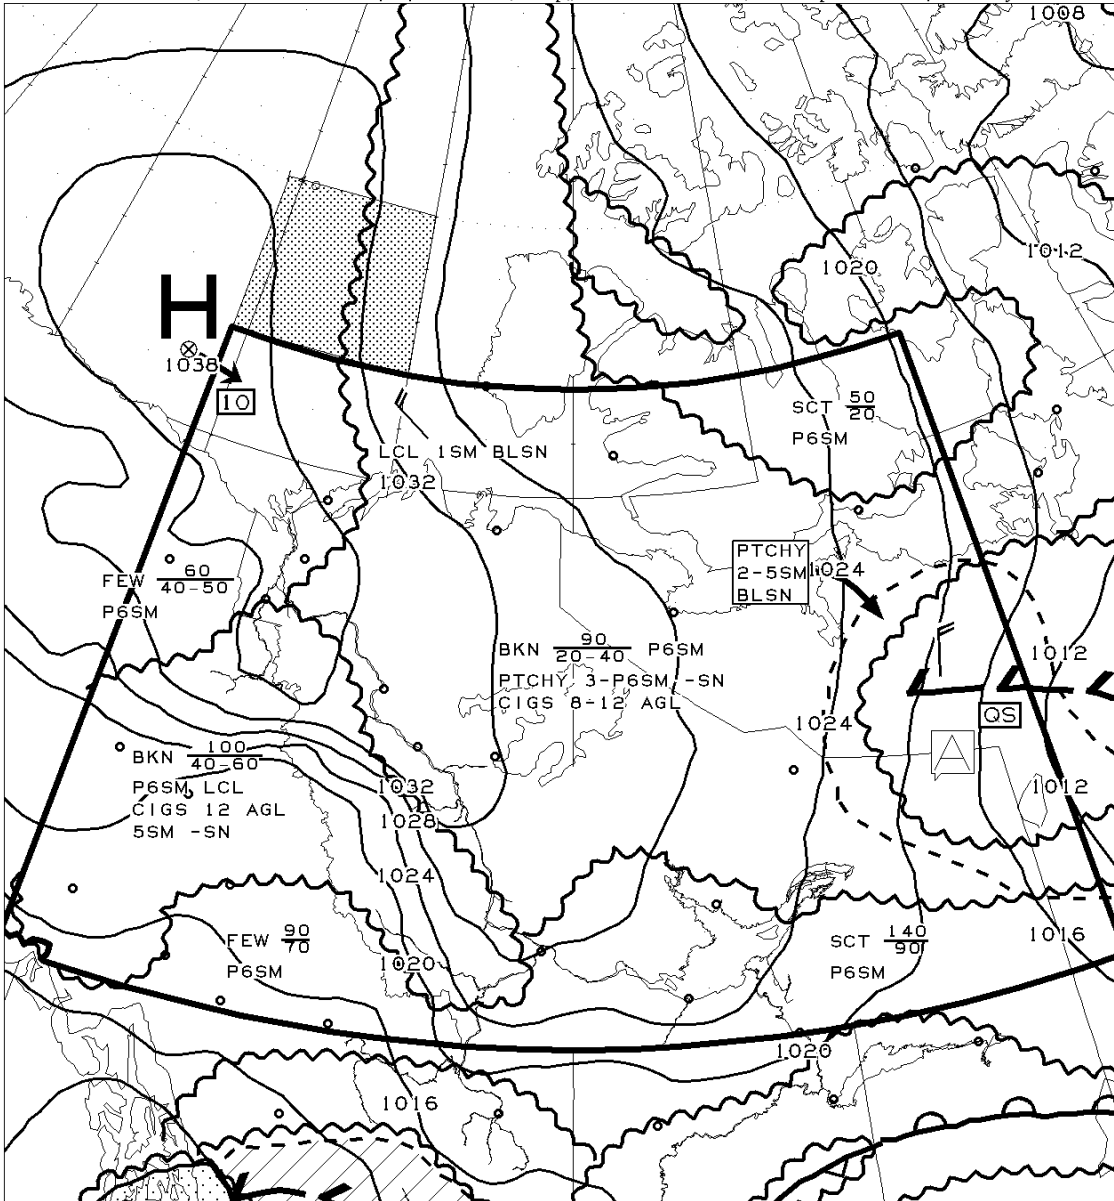 1008
1012
1020
H
1038
10
SCT 50
20
P6SM
LCL 1SM BLSN
1032
PTCHY
2-5SM
BLSN
1024
FEW 60
40-50
P6SM
BKN 90 P6SM
20-40
PTCHY 3-P6SM -SN
CIGS 8-12 AGL
1012
QS
1024
A
BKN 100
40-60
P6SM LCL
CIGS 12 AGL
5SM -SN
1032
1028
1012
1024
FEW 90
70
P6SM
1020
SCT 140
90
P6SM
1016
1020
1016